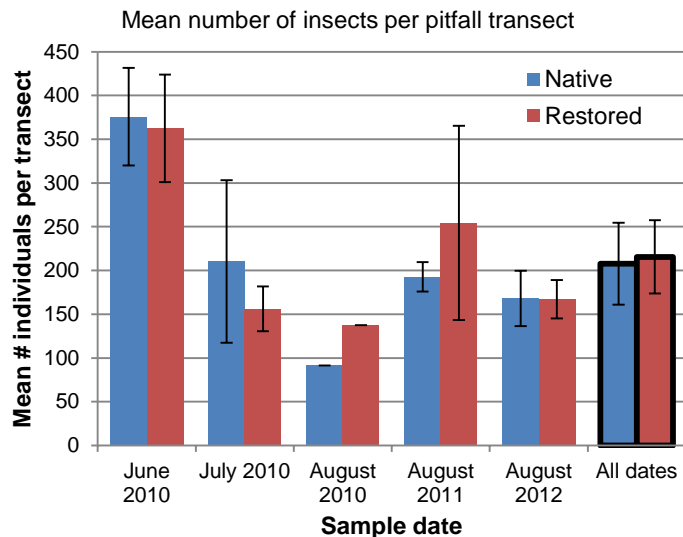 Mean number of insects per pitfall transect
Mean # individuals per transect
450
400
350
300
250
200
150
100
50
0
Native
Restored
June
2010
July 2010
August
2010
August
2011
August
2012
All dates
Sample date